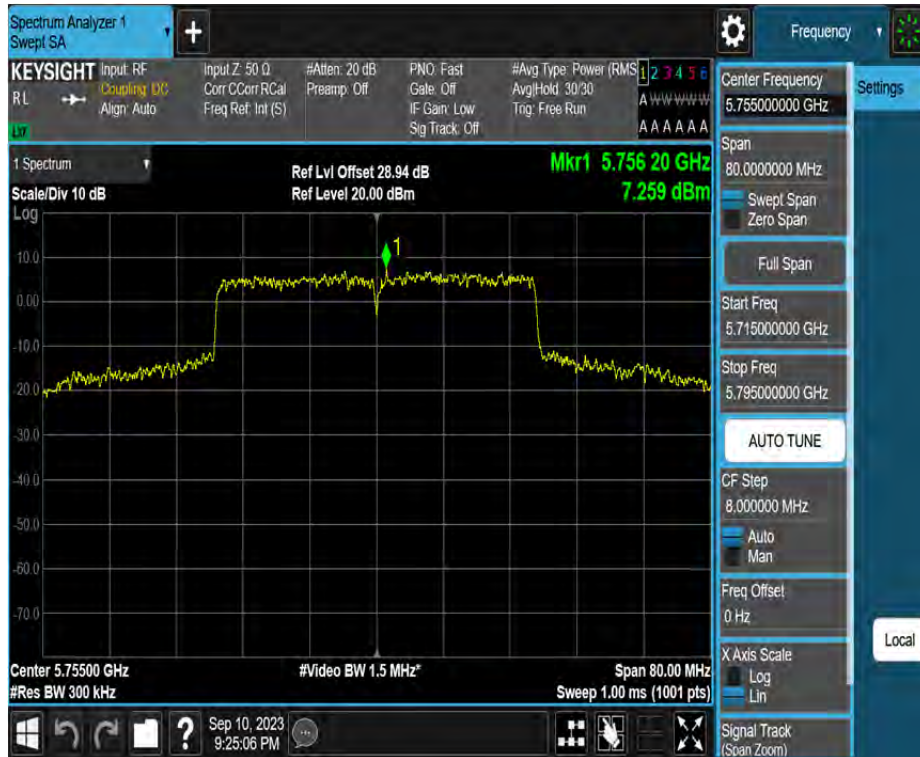 Spectrum Analyzer 1
Swept SA
+
Frequency
KEYSIGHT
RL
LXI
Input: RF
Coupling: DC
Align: Auto
Input Z: 50 Ω
Corr CCorr RCal
Freq Ref: Int (S)
#Atten: 20 dB
Preamp: Off
PNO: Fast
Gate: Off
IF Gain: Low
Sig Track: Off
#Avg Type: Power (RMS
Avg|Hold: 30/30
Trig: Free Run
1 2 3 4 5 6
A W W W W W
A A A A A A
1 Spectrum
Scale/Div 10 dB
Log
Ref Lvl Offset 28.94 dB
Ref Level 20.00 dBm
Mkr1 5.756 20 GHz
7.259 dBm
1
10.0
0.00
-10.0
-20.0
-30.0
-40.0
-50.0
-60.0
-70.0
Center 5.75500 GHz
#Res BW 300 kHz
#Video BW 1.5 MHz*
Span 80.00 MHz
Sweep 1.00 ms (1001 pts)
?
Sep 10, 2023
9:25:06 PM
Center Frequency
5.755000000 GHz
Span
80.0000000 MHz
Swept Span
Zero Span
Full Span
Start Freq
5.715000000 GHz
Stop Freq
5.795000000 GHz
AUTO TUNE
CF Step
8.000000 MHz
Auto
Man
Freq Offset
0 Hz
X Axis Scale
Log
Lin
Signal Track
(Span Zoom)
Settings
Local